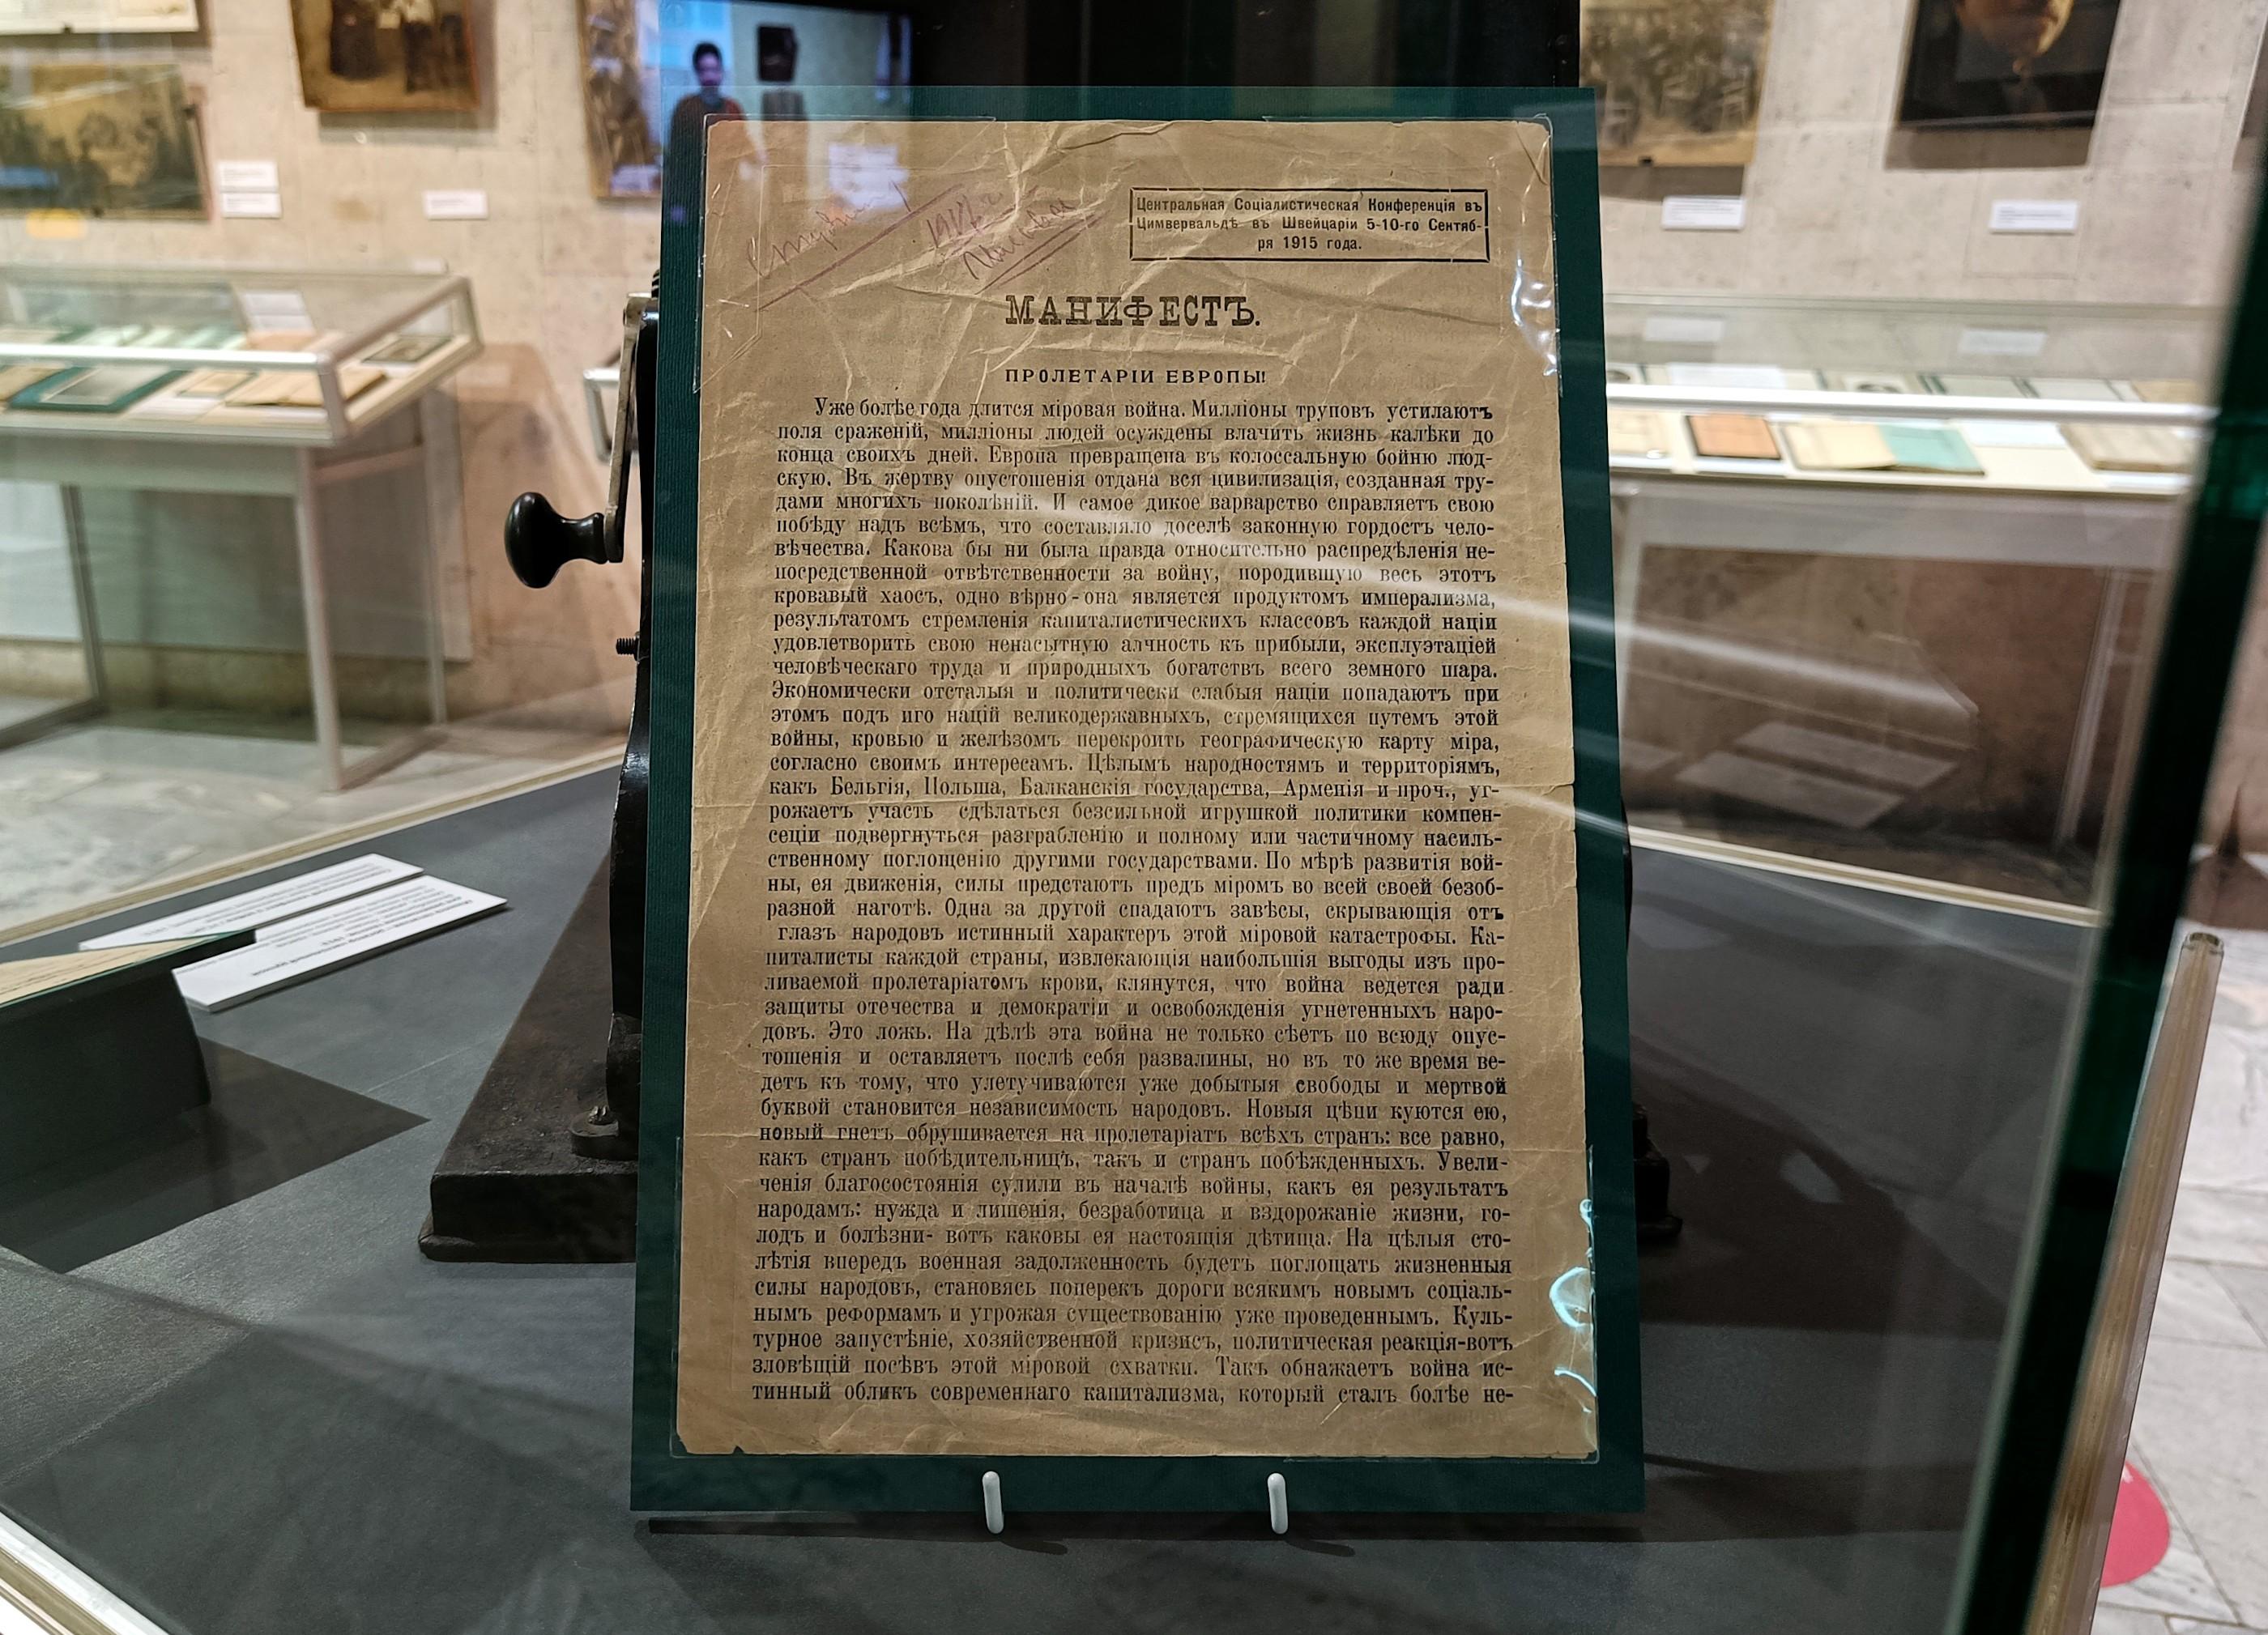 Центральная Соціалистическая Конференція въ
Цимвервальдѣ въ Швейцаріи 5-10-го Сентяб-
ря 1915 года.
МАНИФЕСТЪ.
ПРОЛЕТАРІИ ЕВРОПЫ!
Уже болѣе года длится міровая война. Милліоны труповъ устилаютъ
поля сраженій, милліоны людей осуждены влачить жизнь калѣки до
конца своихъ дней. Европа превращена въ колоссальную бойню люд-
скую. Въ жертву опустошенія отдана вся цивилизація, созданная тру-
дами многихъ поколѣній. И самое дикое варварство справляетъ свою
побѣду надъ всѣмъ, что составляло доселѣ законную гордость чело-
вѣчества. Какова бы ни была правда относительно распредѣленія не-
посредственной отвѣтственности за войну, породившую весь этотъ
кровавый хаосъ, одно вѣрно-она является продуктомъ империализма,
результатомъ стремленія капиталистическихъ классовъ каждой націи
удовлетворить свою ненасытную алчность къ прибыли, эксплуэтаціей
человѣческаго труда и природныхъ богатствъ всего земного шара.
Экономически отсталыя и политически слабыя націи попадаютъ при
этомъ подъ иго націй великодержавныхъ, стремящихся путемъ этой
войны, кровью и желѣзомъ перекроить географическую карту міра,
согласно своимъ интересамъ. Цѣлымъ народностямъ и территоріямъ,
какъ Бельгія, Польша, Балканскія государства, Арменія и проч., уг-
рожаетъ участь сдѣлаться безсильной игрушкой политики компен-
сеціи подвергнуться разграбленію и полному или частичному насиль-
ственному поглощенію другими государствами. По мѣрѣ развитія вой-
ны, ея движенія, силы предстаютъ предъ міромъ во всей своей безоб-
разной наготѣ. Одна за другой спадаютъ завѣсы, скрывающія отъ
глазъ народовъ истинный характеръ этой міровой катастрофы. Ка-
питалисты каждой страны, извлекающія наибольшія выгоды изъ про-
ливаемой пролетаріатомъ крови, клянутся, что война ведется ради
защиты отечества и демократіи и освобожденія угнетенныхъ наро-
довъ. Это ложь. На дѣлѣ эта война не только сѣетъ по всюду опус-
тошенія и оставляетъ послѣ себя развалины, но въ то же время ве-
детъ къ тому, что улетучиваются уже добытыя свободы и мертвой
буквой становится независимость народовъ. Новыя цѣпи куются ею,
новый гнетъ обрушивается на пролетаріатъ всѣхъ странъ: все равно,
какъ странъ побѣдительницъ, такъ и странъ побѣжденныхъ. Увели-
ченія благосостоянія сулили въ началѣ войны, какъ ея результатъ
народамъ: нужда и лишенія, безработица и вздорожаніе жизни, го-
лодъ и болѣзни- вотъ каковы ея настоящія дѣтища. На цѣлыя сто-
лѣтія впередъ военная задолженность будетъ поглощать жизненныя
силы народовъ, становясь поперекъ дороги всякимъ новымъ соціаль-
нымъ реформамъ и угрожая существованію уже проведеннымъ. Куль-
турное запустѣніе, хозяйственной кризисъ, политическая реакція-вотъ
зловѣщій посѣвъ этой міровой схватки. Такъ обнажаетъ война ис-
тинный обликъ современнаго капитализма, который сталъ болѣе не-